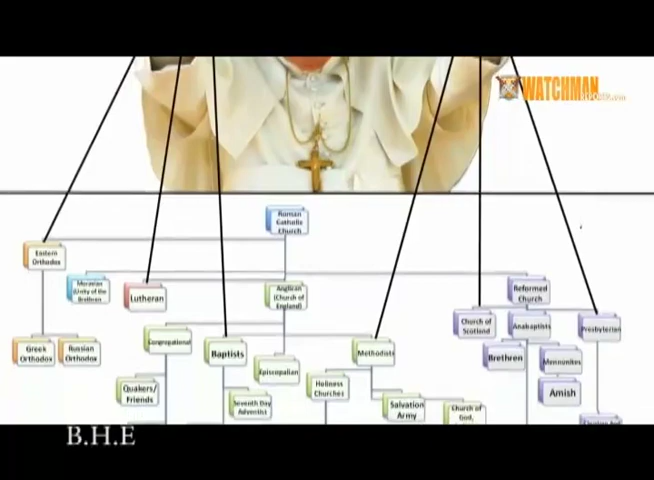 WATCHMAN
Roman
Catholic
Church
Eastern
Orthodox
Moravian
(Unity of the
Brethren
Lutheran
Anglican
(Church of
England)
Reformed
Church
Church of
Scotland
Anabaptists
Presbyterian
Greek
Orthodox
Russian
Orthodox
Congregational
Baptists
Episcopalian
Methodists
Brethren
Mennonites
Quakers/
Friends
Seventh Day
Adventist
Holiness
Churches
Salvation
Army
Church of
God,
Amish
B.H.E